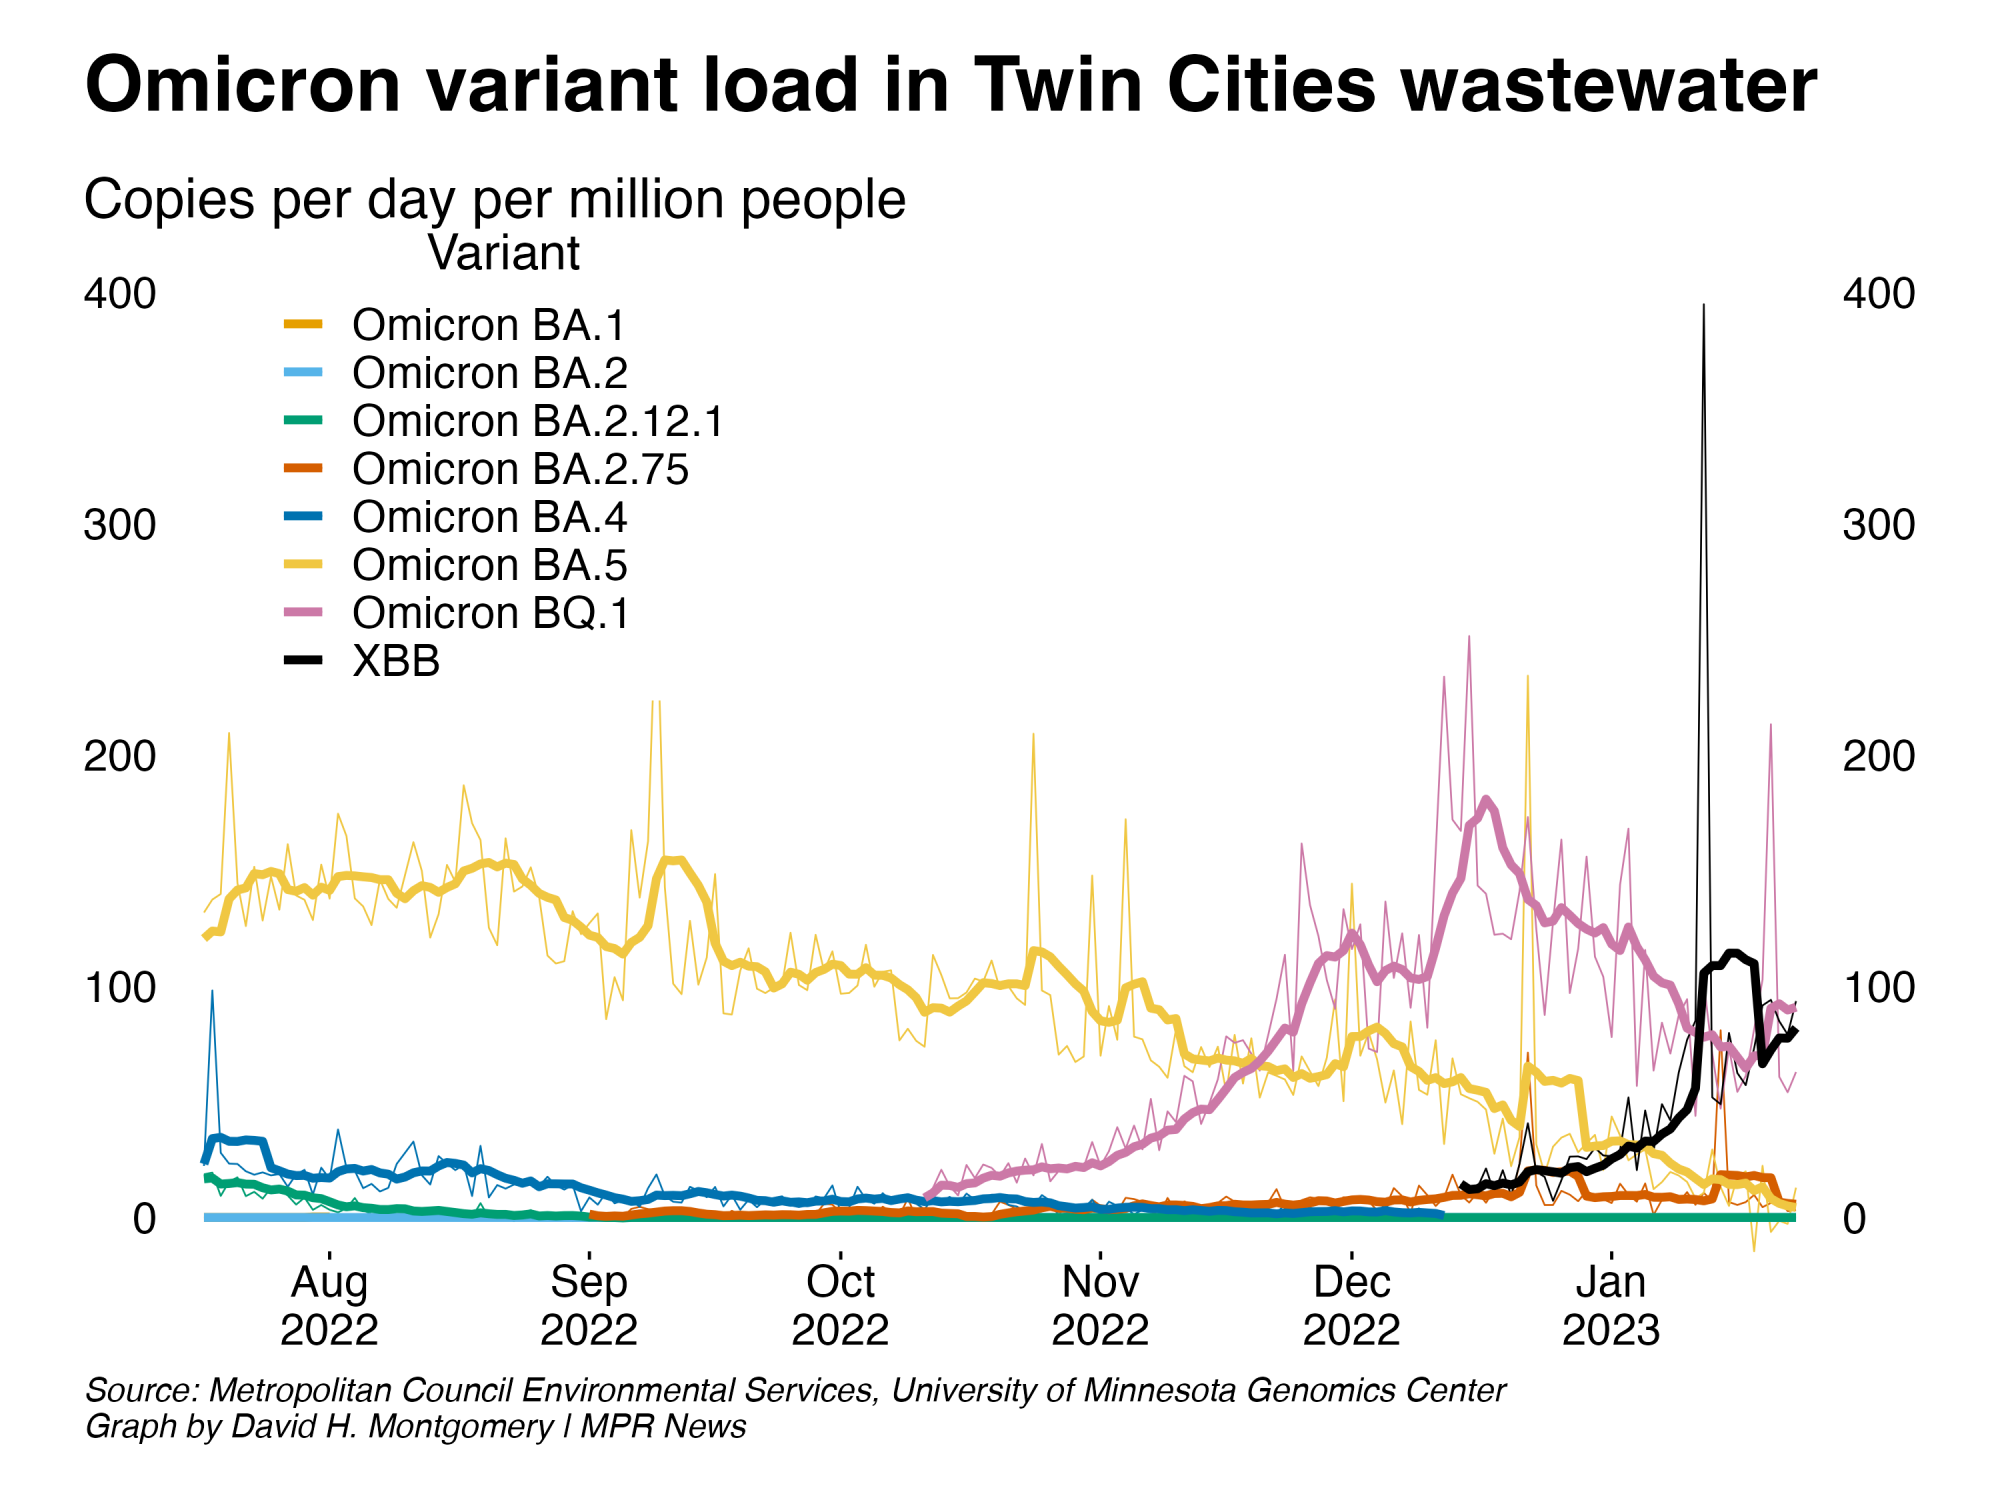 Omicron variant load in Twin Cities wastewater
Copies per day per million people
Variant
Omicron BA.1
Omicron BA.2
Omicron BA.2.12.1
Omicron BA.2.75
Omicron BA.4
Omicron BA.5
Omicron BQ.1
XBB
400 400
300 300
200 200
100 100
0 0
Aug Sep Oct Nov Dec Jan
2022 2022 2022 2022 2022 2023
Source: Metropolitan Council Environmental Services, University of Minnesota Genomics Center
Graph by David H. Montgomery | MPR News